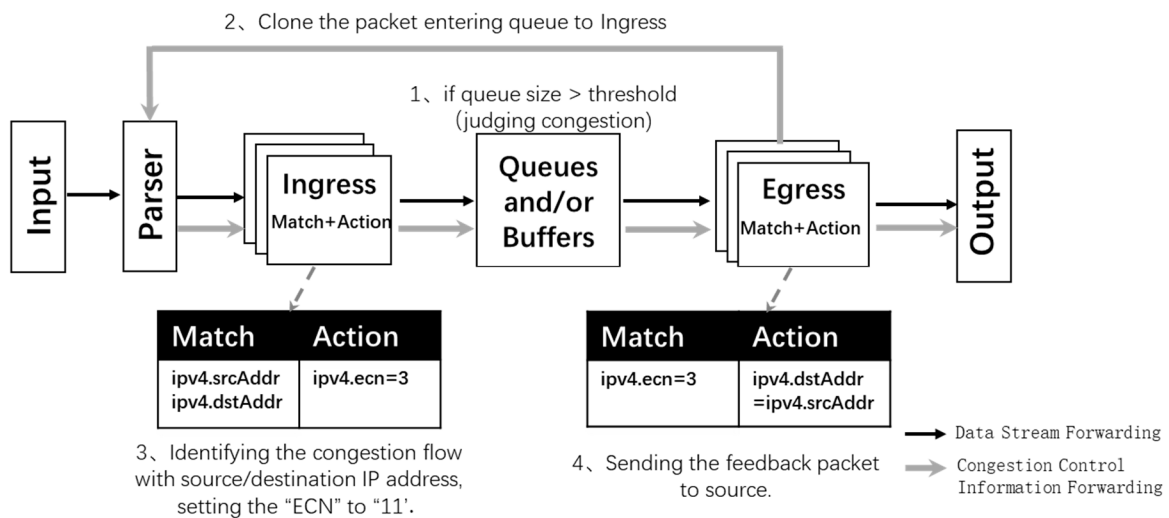 2、Clone the packet entering queue to Ingress
1、if queue size > threshold
（judging congestion)
Input
Parser
Ingress
Match+Action
Queues
and/or
Buffers
Egress
Match+Action
Output
Match Action
ipv4.srcAddr ipv4.ecn=3
ipv4.dstAddr
Match Action
ipv4.ecn=3 ipv4.dstAddr
=ipv4.srcAddr
3、Identifying the congestion flow
with source/destination IP address,
setting the “ECN” to “11’.
4、Sending the feedback packet
to source.
Data Stream Forwarding
Congestion Control
Information Forwarding